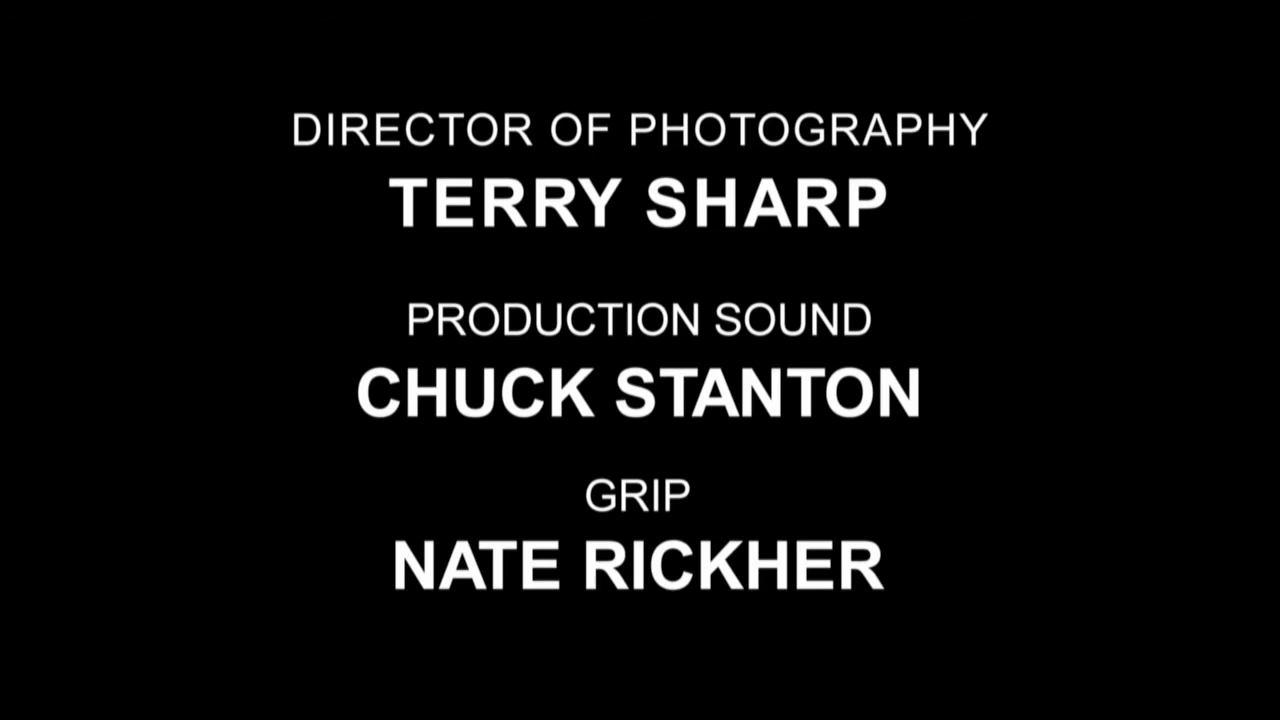 DIRECTOR OF PHOTOGRAPHY
TERRY SHARP
PRODUCTION SOUND
CHUCK STANTON
GRIP
NATE RICKHER